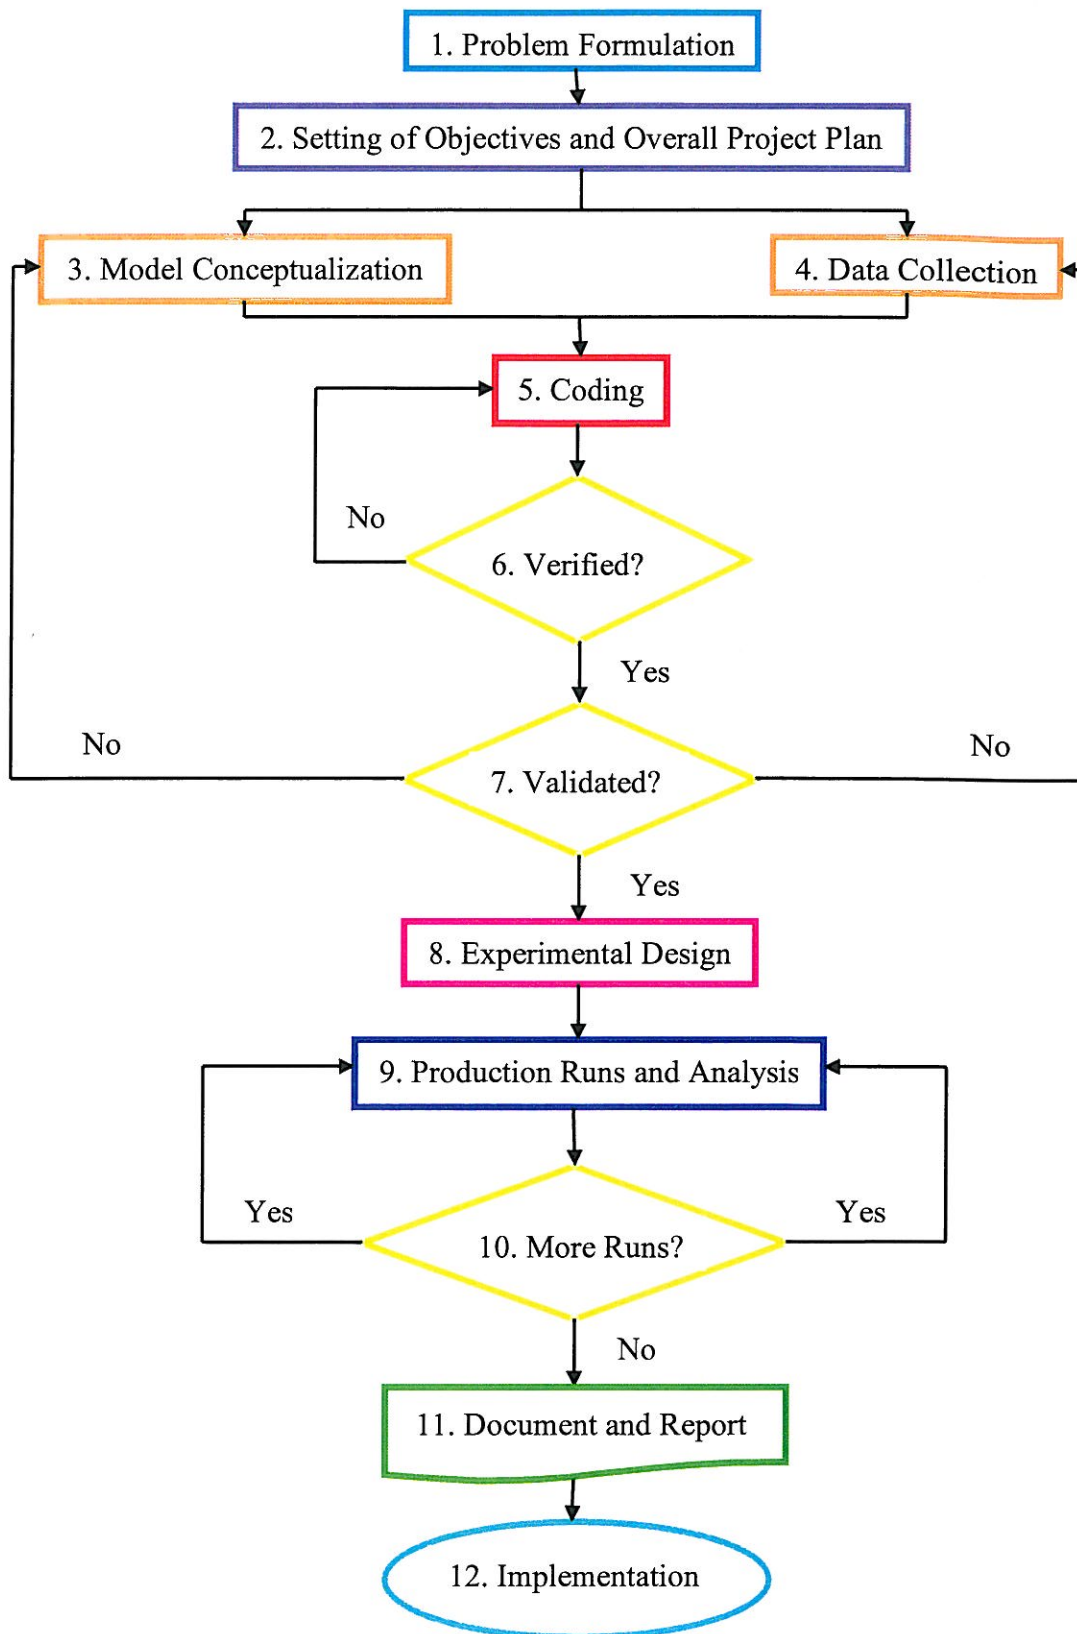 1. Problem Formulation
2. Setting of Objectives and Overall Project Plan
3. Model Conceptualization
4. Data Collection
5. Coding
No
6. Verified?
Yes
No
No
7. Validated?
Yes
8. Experimental Design
9. Production Runs and Analysis
Yes
Yes
10. More Runs?
No
11. Document and Report
12. Implementation